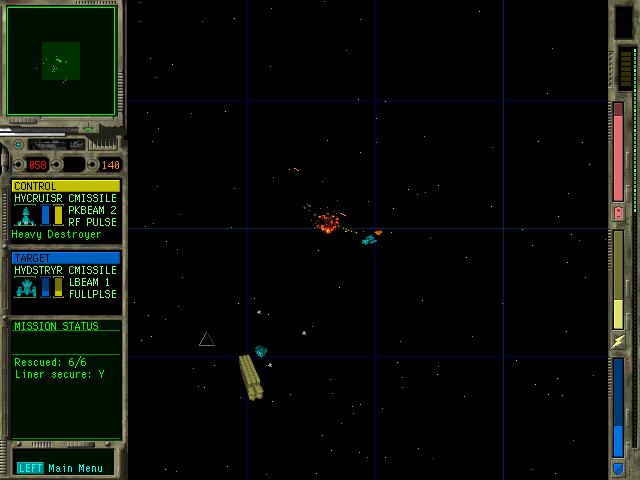 058 140
CONTROL
HVCRUISR CMISSILE
PKBEAM 2
RF PULSE
Heavy Destroyer
TARGET
HVDSTRYR CMISSILE
LBEAM 1
FULLPLSE
MISSION STATUS
Rescued: 6/6
Liner secure: Y
LEFT Main Menu